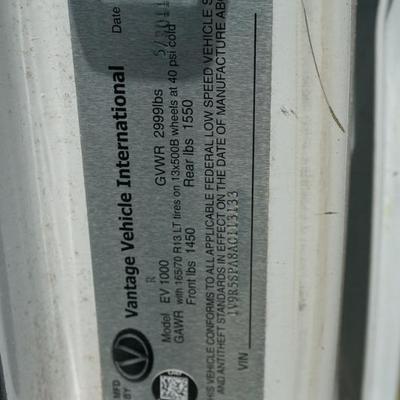 MFD
BY
Vantage Vehicle International
Date
5/2011
Model EV 1000
R
GVWR 2999lbs
GAWR with 165/70 R13 LT tires on 13x500B wheels at 40 psi cold
Front lbs 1450 Rear lbs 1550
THIS VEHICLE CONFORMS TO ALL APPLICABLE FEDERAL LOW SPEED VEHICLE
AND ANTITHEFT STANDARDS IN EFFECT ON THE DATE OF MANUFACTURE
VIN